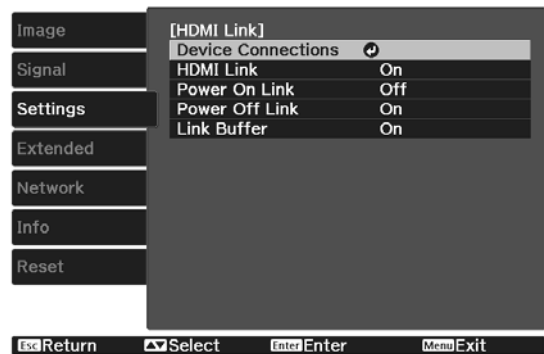 Image
Signal
Settings
Extended
Network
Info
Reset
[HDMI Link]
Device Connections
HDMI Link On
Power On Link Off
Power Off Link On
Link Buffer On
Esc Return Select Enter Enter Menu Exit